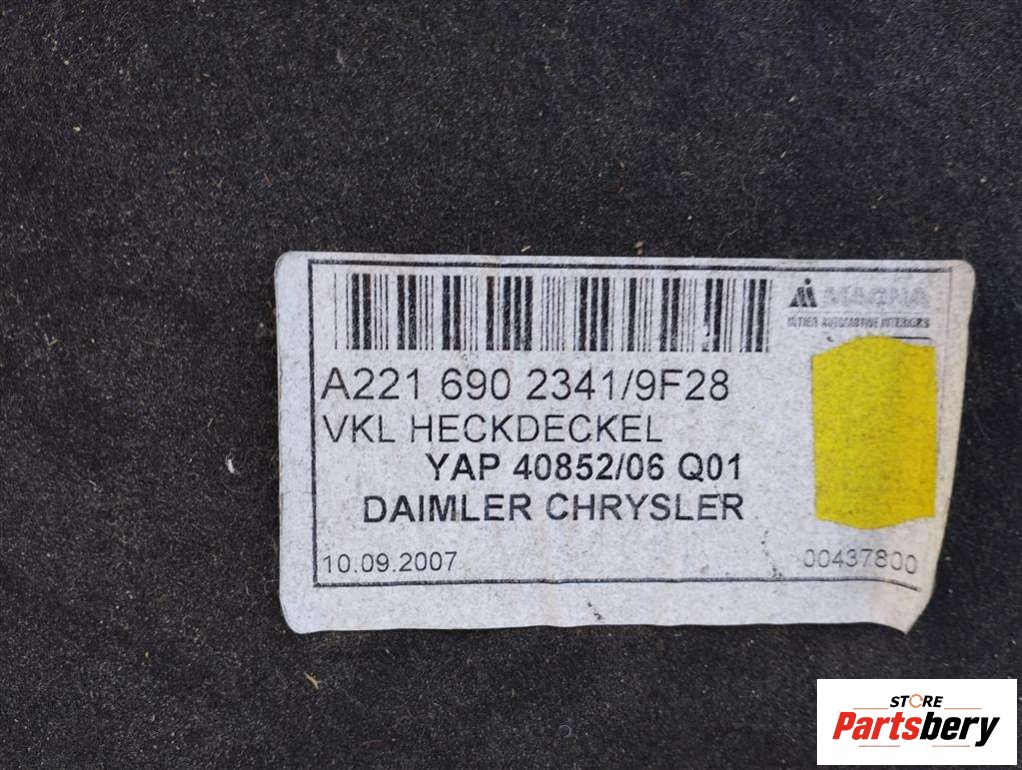 MAGNA
INTIER AUTOMOTIVE INTERIORS
A221 690 2341/9F28
VKL HECKDECKEL
YAP 40852/06 Q01
DAIMLER CHRYSLER
10.09.2007
00437800
STORE
Partsbery